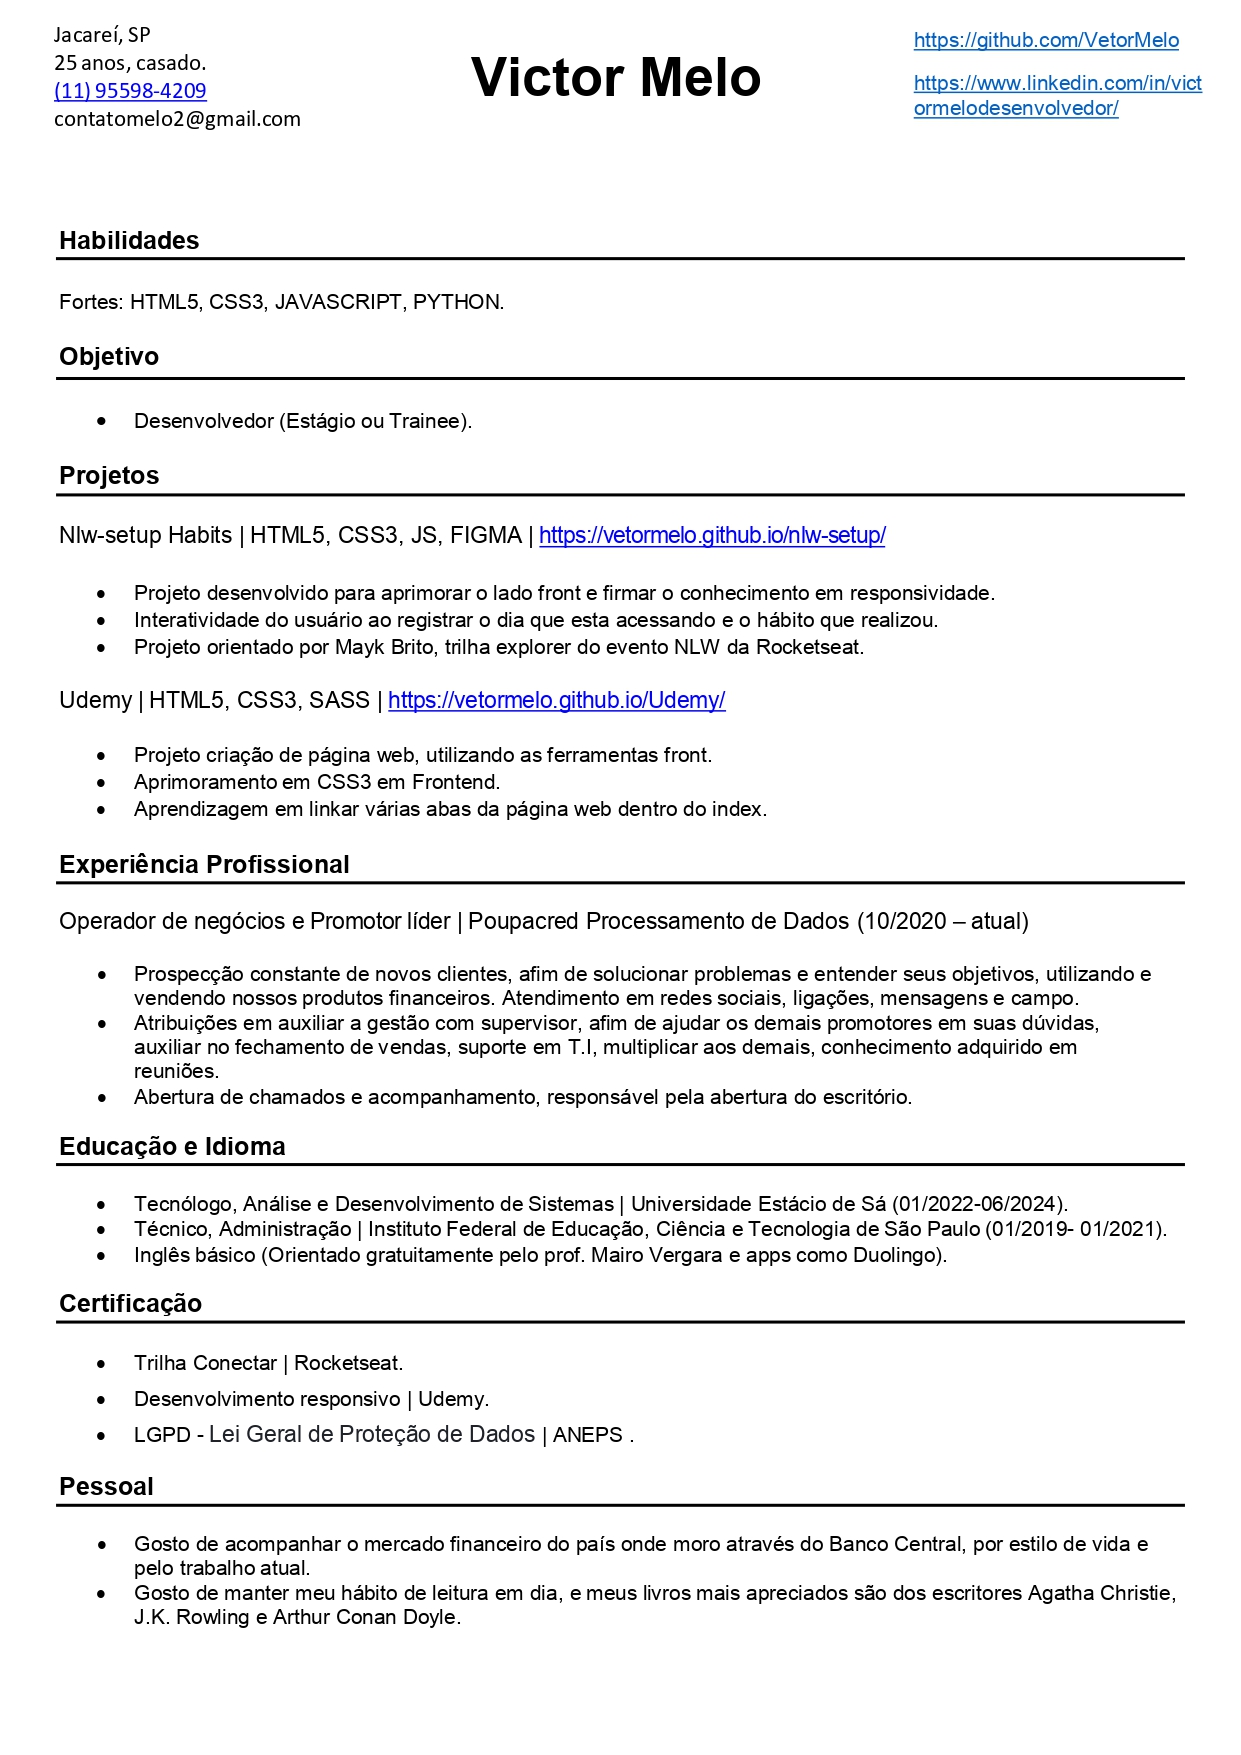 Jacareí, SP
25 anos, casado.
(11) 95598-4209
contatomelo2@gmail.com
Victor Melo
https://github.com/VetorMelo
https://www.linkedin.com/in/vict
ormelodesenvolvedor/
Habilidades
Fortes: HTML5, CSS3, JAVASCRIPT, PYTHON.
Objetivo
• Desenvolvedor (Estágio ou Trainee).
Projetos
Nlw-setup Habits | HTML5, CSS3, JS, FIGMA | https://vetormelo.github.io/nlw-setup/
• Projeto desenvolvido para aprimorar o lado front e firmar o conhecimento em responsividade.
• Interatividade do usuário ao registrar o dia que esta acessando e o hábito que realizou.
• Projeto orientado por Mayk Brito, trilha explorer do evento NLW da Rocketseat.
Udemy | HTML5, CSS3, SASS | https://vetormelo.github.io/Udemy/
• Projeto criação de página web, utilizando as ferramentas front.
• Aprimoramento em CSS3 em Frontend.
• Aprendizagem em linkar várias abas da página web dentro do index.
Experiência Profissional
Operador de negócios e Promotor líder | Poupacred Processamento de Dados (10/2020 – atual)
• Prospecção constante de novos clientes, afim de solucionar problemas e entender seus objetivos, utilizando e
vendendo nossos produtos financeiros. Atendimento em redes sociais, ligações, mensagens e campo.
• Atribuições em auxiliar a gestão com supervisor, afim de ajudar os demais promotores em suas dúvidas,
auxiliar no fechamento de vendas, suporte em T.I, multiplicar aos demais, conhecimento adquirido em
reuniões.
• Abertura de chamados e acompanhamento, responsável pela abertura do escritório.
Educação e Idioma
• Tecnólogo, Análise e Desenvolvimento de Sistemas | Universidade Estácio de Sá (01/2022-06/2024).
• Técnico, Administração | Instituto Federal de Educação, Ciência e Tecnologia de São Paulo (01/2019- 01/2021).
• Inglês básico (Orientado gratuitamente pelo prof. Mairo Vergara e apps como Duolingo).
Certificação
• Trilha Conectar | Rocketseat.
• Desenvolvimento responsivo | Udemy.
• LGPD - Lei Geral de Proteção de Dados | ANEPS .
Pessoal
• Gosto de acompanhar o mercado financeiro do país onde moro através do Banco Central, por estilo de vida e
pelo trabalho atual.
• Gosto de manter meu hábito de leitura em dia, e meus livros mais apreciados são dos escritores Agatha Christie,
J.K. Rowling e Arthur Conan Doyle.